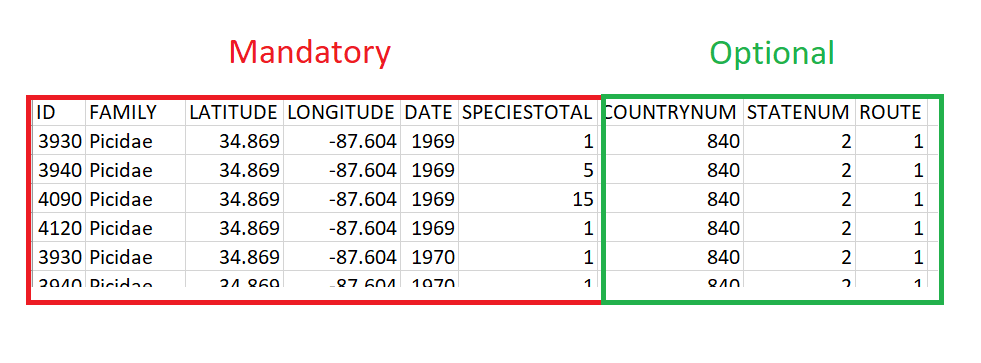 Mandatory Optional
ID FAMILY LATITUDE LONGITUDE DATE SPECIESTOTAL COUNTRYNUM STATENUM ROUTE
3930 Picidae 34.869 -87.604 1969 1 840 2 1
3940 Picidae 34.869 -87.604 1969 5 840 2 1
4090 Picidae 34.869 -87.604 1969 15 840 2 1
4120 Picidae 34.869 -87.604 1969 1 840 2 1
3930 Picidae 34.869 -87.604 1970 1 840 2 1
3940 Picidae 34.869 -87.604 1970 1 840 2 1